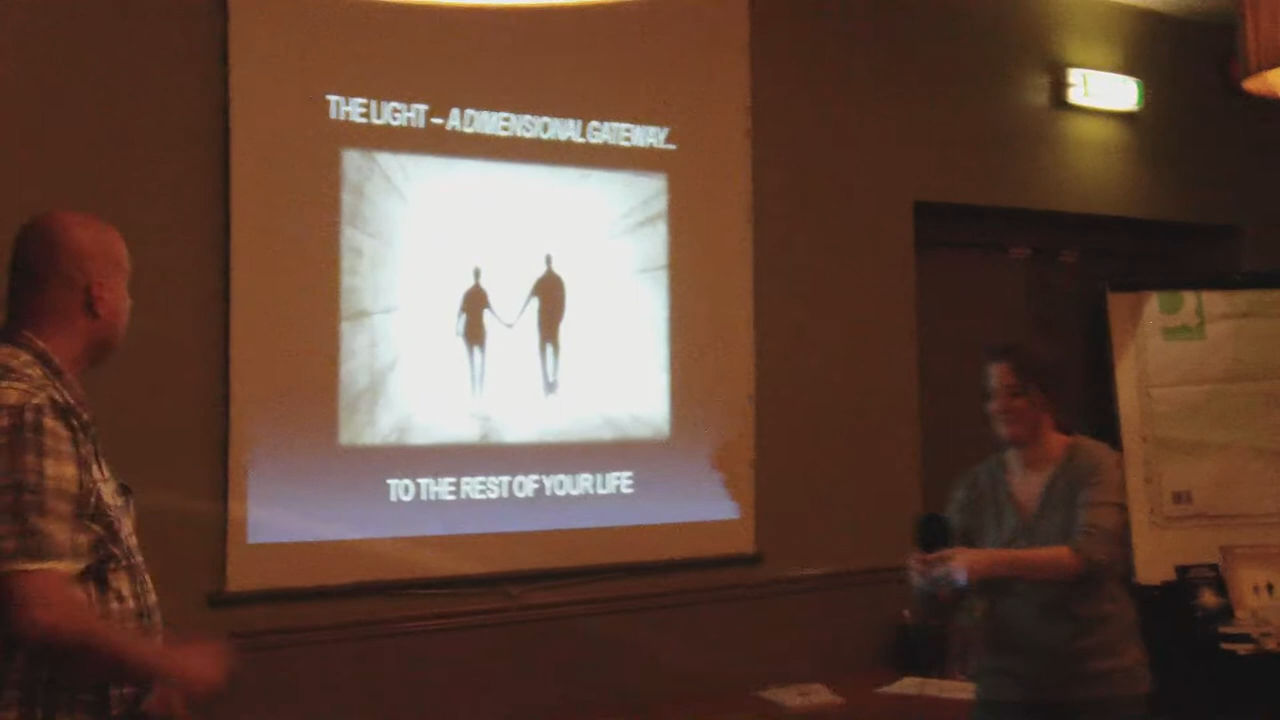 THE LIGHT – A DIMENSIONAL GATEWAY...
TO THE REST OF YOUR LIFE